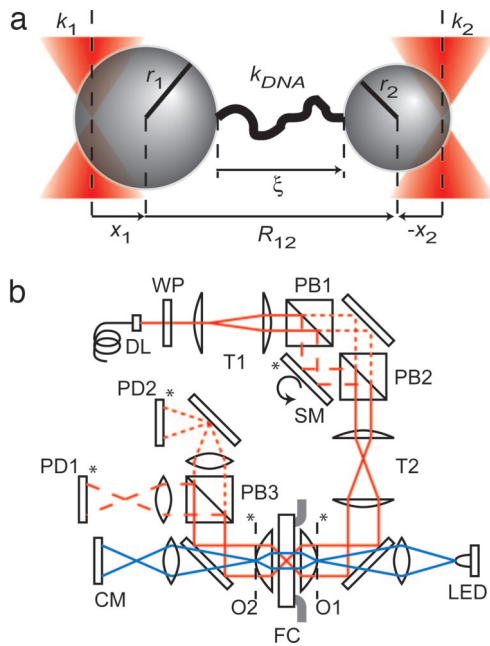 a
k1
k2
r1
kDNA
r2
ξ
x1
R12
-x2
b
WP
PB1
DL
T1
*
PB2
PD2
*
SM
PD1
*
T2
PB3
*
*
CM
O2
O1
LED
FC